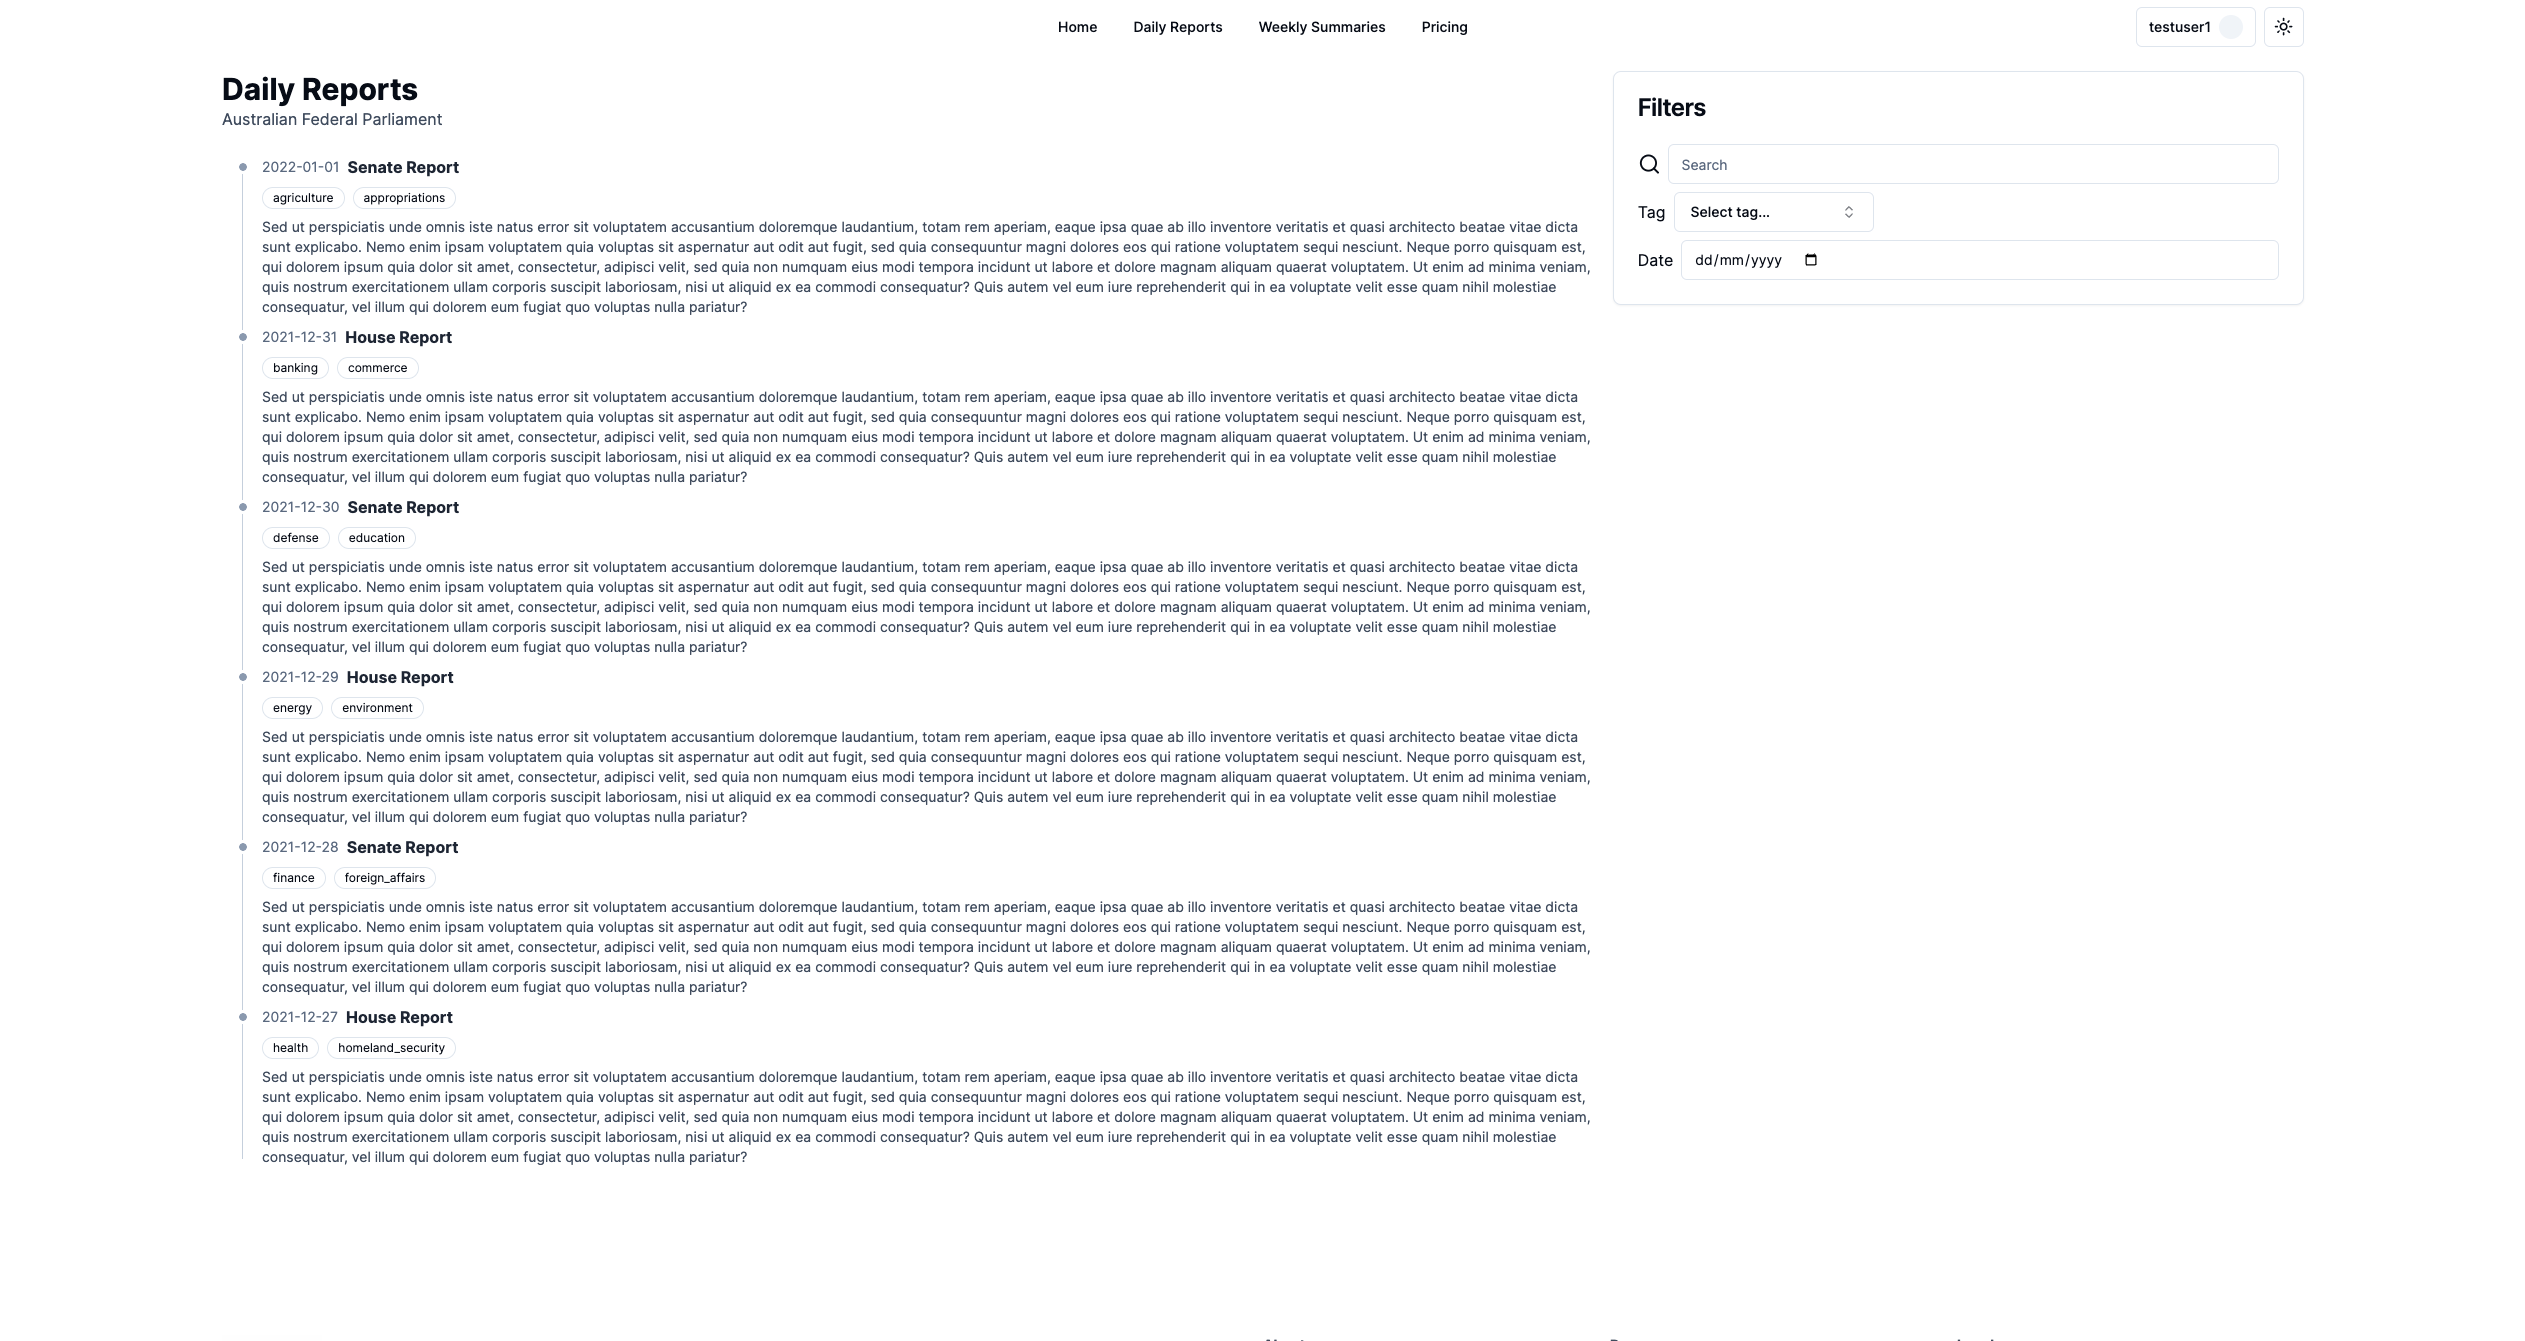 Home Daily Reports Weekly Summaries Pricing testuser1
Daily Reports
Australian Federal Parliament
2022-01-01 Senate Report
agriculture appropriations
Sed ut perspiciatis unde omnis iste natus error sit voluptatem accusantium doloremque laudantium, totam rem aperiam, eaque ipsa quae ab illo inventore veritatis et quasi architecto beatae vitae dicta
sunt explicabo. Nemo enim ipsam voluptatem quia voluptas sit aspernatur aut odit aut fugit, sed quia consequuntur magni dolores eos qui ratione voluptatem sequi nesciunt. Neque porro quisquam est,
qui dolorem ipsum quia dolor sit amet, consectetur, adipisci velit, sed quia non numquam eius modi tempora incidunt ut labore et dolore magnam aliquam quaerat voluptatem. Ut enim ad minima veniam,
quis nostrum exercitationem ullam corporis suscipit laboriosam, nisi ut aliquid ex ea commodi consequatur? Quis autem vel eum iure reprehenderit qui in ea voluptate velit esse quam nihil molestiae
consequatur, vel illum qui dolorem eum fugiat quo voluptas nulla pariatur?
2021-12-31 House Report
banking commerce
Sed ut perspiciatis unde omnis iste natus error sit voluptatem accusantium doloremque laudantium, totam rem aperiam, eaque ipsa quae ab illo inventore veritatis et quasi architecto beatae vitae dicta
sunt explicabo. Nemo enim ipsam voluptatem quia voluptas sit aspernatur aut odit aut fugit, sed quia consequuntur magni dolores eos qui ratione voluptatem sequi nesciunt. Neque porro quisquam est,
qui dolorem ipsum quia dolor sit amet, consectetur, adipisci velit, sed quia non numquam eius modi tempora incidunt ut labore et dolore magnam aliquam quaerat voluptatem. Ut enim ad minima veniam,
quis nostrum exercitationem ullam corporis suscipit laboriosam, nisi ut aliquid ex ea commodi consequatur? Quis autem vel eum iure reprehenderit qui in ea voluptate velit esse quam nihil molestiae
consequatur, vel illum qui dolorem eum fugiat quo voluptas nulla pariatur?
2021-12-30 Senate Report
defense education
Sed ut perspiciatis unde omnis iste natus error sit voluptatem accusantium doloremque laudantium, totam rem aperiam, eaque ipsa quae ab illo inventore veritatis et quasi architecto beatae vitae dicta
sunt explicabo. Nemo enim ipsam voluptatem quia voluptas sit aspernatur aut odit aut fugit, sed quia consequuntur magni dolores eos qui ratione voluptatem sequi nesciunt. Neque porro quisquam est,
qui dolorem ipsum quia dolor sit amet, consectetur, adipisci velit, sed quia non numquam eius modi tempora incidunt ut labore et dolore magnam aliquam quaerat voluptatem. Ut enim ad minima veniam,
quis nostrum exercitationem ullam corporis suscipit laboriosam, nisi ut aliquid ex ea commodi consequatur? Quis autem vel eum iure reprehenderit qui in ea voluptate velit esse quam nihil molestiae
consequatur, vel illum qui dolorem eum fugiat quo voluptas nulla pariatur?
2021-12-29 House Report
energy environment
Sed ut perspiciatis unde omnis iste natus error sit voluptatem accusantium doloremque laudantium, totam rem aperiam, eaque ipsa quae ab illo inventore veritatis et quasi architecto beatae vitae dicta
sunt explicabo. Nemo enim ipsam voluptatem quia voluptas sit aspernatur aut odit aut fugit, sed quia consequuntur magni dolores eos qui ratione voluptatem sequi nesciunt. Neque porro quisquam est,
qui dolorem ipsum quia dolor sit amet, consectetur, adipisci velit, sed quia non numquam eius modi tempora incidunt ut labore et dolore magnam aliquam quaerat voluptatem. Ut enim ad minima veniam,
quis nostrum exercitationem ullam corporis suscipit laboriosam, nisi ut aliquid ex ea commodi consequatur? Quis autem vel eum iure reprehenderit qui in ea voluptate velit esse quam nihil molestiae
consequatur, vel illum qui dolorem eum fugiat quo voluptas nulla pariatur?
2021-12-28 Senate Report
finance foreign_affairs
Sed ut perspiciatis unde omnis iste natus error sit voluptatem accusantium doloremque laudantium, totam rem aperiam, eaque ipsa quae ab illo inventore veritatis et quasi architecto beatae vitae dicta
sunt explicabo. Nemo enim ipsam voluptatem quia voluptas sit aspernatur aut odit aut fugit, sed quia consequuntur magni dolores eos qui ratione voluptatem sequi nesciunt. Neque porro quisquam est,
qui dolorem ipsum quia dolor sit amet, consectetur, adipisci velit, sed quia non numquam eius modi tempora incidunt ut labore et dolore magnam aliquam quaerat voluptatem. Ut enim ad minima veniam,
quis nostrum exercitationem ullam corporis suscipit laboriosam, nisi ut aliquid ex ea commodi consequatur? Quis autem vel eum iure reprehenderit qui in ea voluptate velit esse quam nihil molestiae
consequatur, vel illum qui dolorem eum fugiat quo voluptas nulla pariatur?
2021-12-27 House Report
health homeland_security
Sed ut perspiciatis unde omnis iste natus error sit voluptatem accusantium doloremque laudantium, totam rem aperiam, eaque ipsa quae ab illo inventore veritatis et quasi architecto beatae vitae dicta
sunt explicabo. Nemo enim ipsam voluptatem quia voluptas sit aspernatur aut odit aut fugit, sed quia consequuntur magni dolores eos qui ratione voluptatem sequi nesciunt. Neque porro quisquam est,
qui dolorem ipsum quia dolor sit amet, consectetur, adipisci velit, sed quia non numquam eius modi tempora incidunt ut labore et dolore magnam aliquam quaerat voluptatem. Ut enim ad minima veniam,
quis nostrum exercitationem ullam corporis suscipit laboriosam, nisi ut aliquid ex ea commodi consequatur? Quis autem vel eum iure reprehenderit qui in ea voluptate velit esse quam nihil molestiae
consequatur, vel illum qui dolorem eum fugiat quo voluptas nulla pariatur?
Filters
Search
Tag Select tag...
Date dd/mm/yyyy